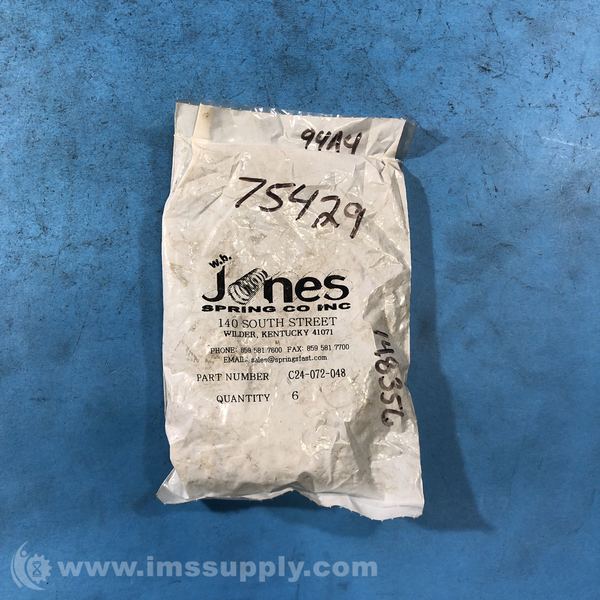 94A4
75429
w.b.
Jones
SPRING CO INC
140 SOUTH STREET
WILDER, KENTUCKY 41071
PHONE: 859 581 7600 FAX: 859 581 7700
EMAIL: sales@springsfast.com
PART NUMBER C24-072-048
QUANTITY 6
148356
www.imssupply.com